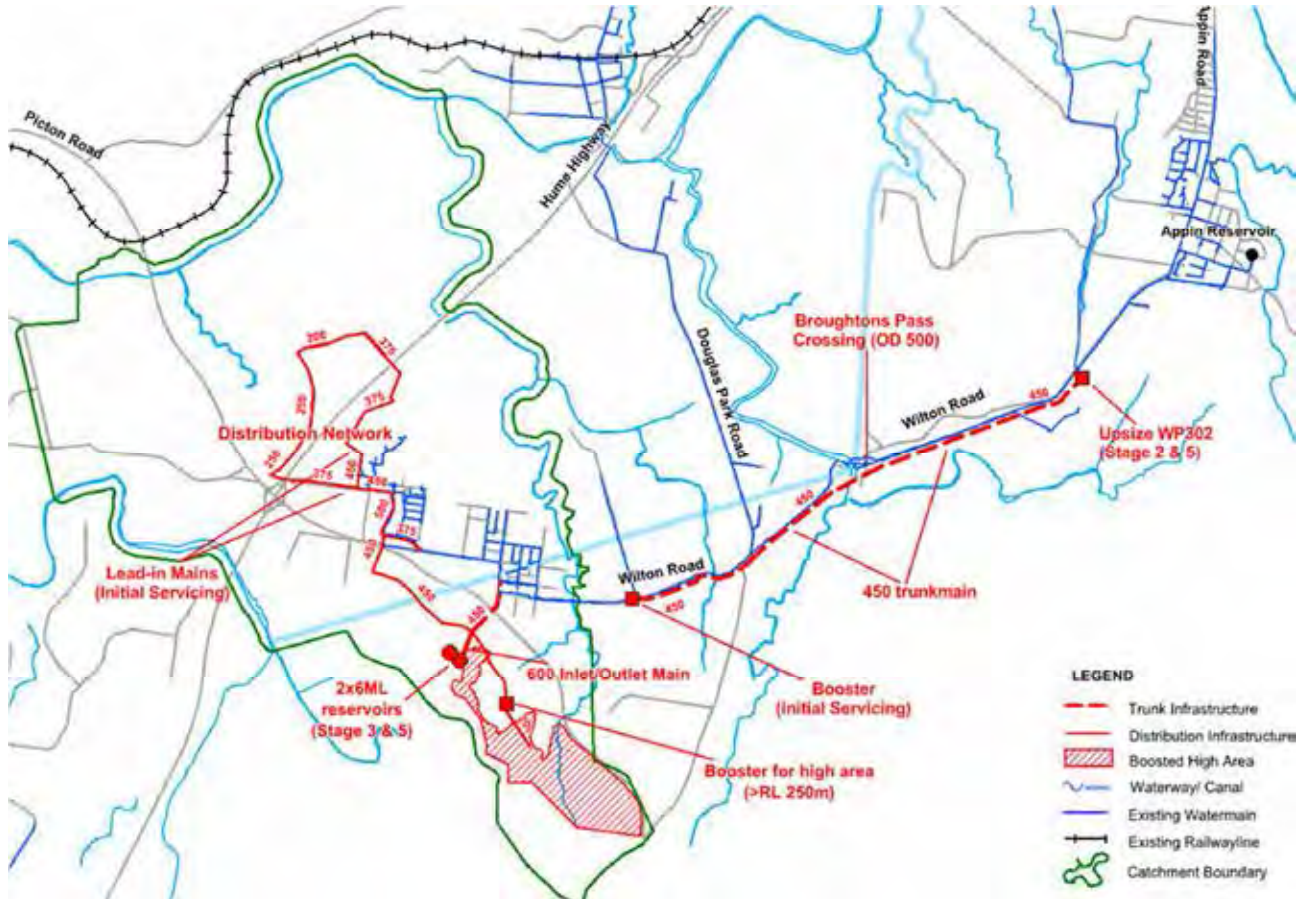 Appin Road
Picton Road
Hume Highway
Appin Reservoir
Broughtons Pass
Crossing (OD 500)
Douglas Park Road
200
375
250
375
Distribution Network
250
450
375
450
500
375
450
450
450
Wilton Road
450
Upsize WP302
(Stage 2 & 5)
450
Lead-in Mains
(Initial Servicing)
Wilton Road
450
450 trunkmain
600 Inlet/Outlet Main
2x6ML
reservoirs
(Stage 3 & 5)
Booster
(initial Servicing)
Booster for high area
(>RL 250m)
LEGEND
Trunk Infrastructure
Distribution Infrastructure
Boosted High Area
Waterway/ Canal
Existing Watermain
Existing Railwayline
Catchment Boundary